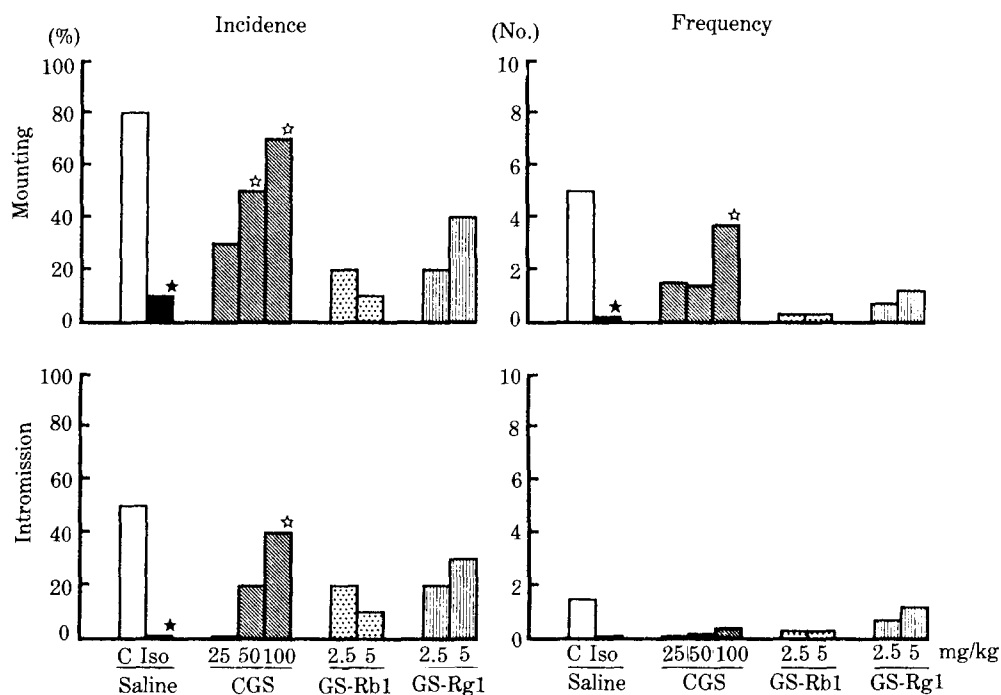 Incidence
Frequency
(%)
(No.)
Mounting
100
80
60
40
20
0
10
8
6
4
2
0
Intromission
100
80
60
40
20
0
10
8
6
4
2
0
C Iso 25 50 100 2.5 5 2.5 5
Saline CGS GS-Rb1 GS-Rg1
C Iso 25 50 100 2.5 5 2.5 5 mg/kg
Saline CGS GS-Rb1 GS-Rg1